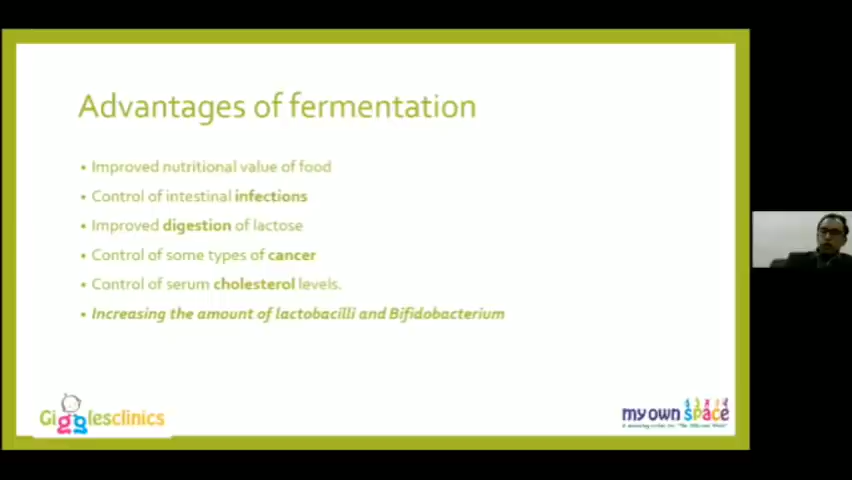 Advantages of fermentation
• Improved nutritional value of food
• Control of intestinal infections
• Improved digestion of lactose
• Control of some types of cancer
• Control of serum cholesterol levels.
• Increasing the amount of lactobacilli and Bifidobacterium
Gigglesclinics
my own space